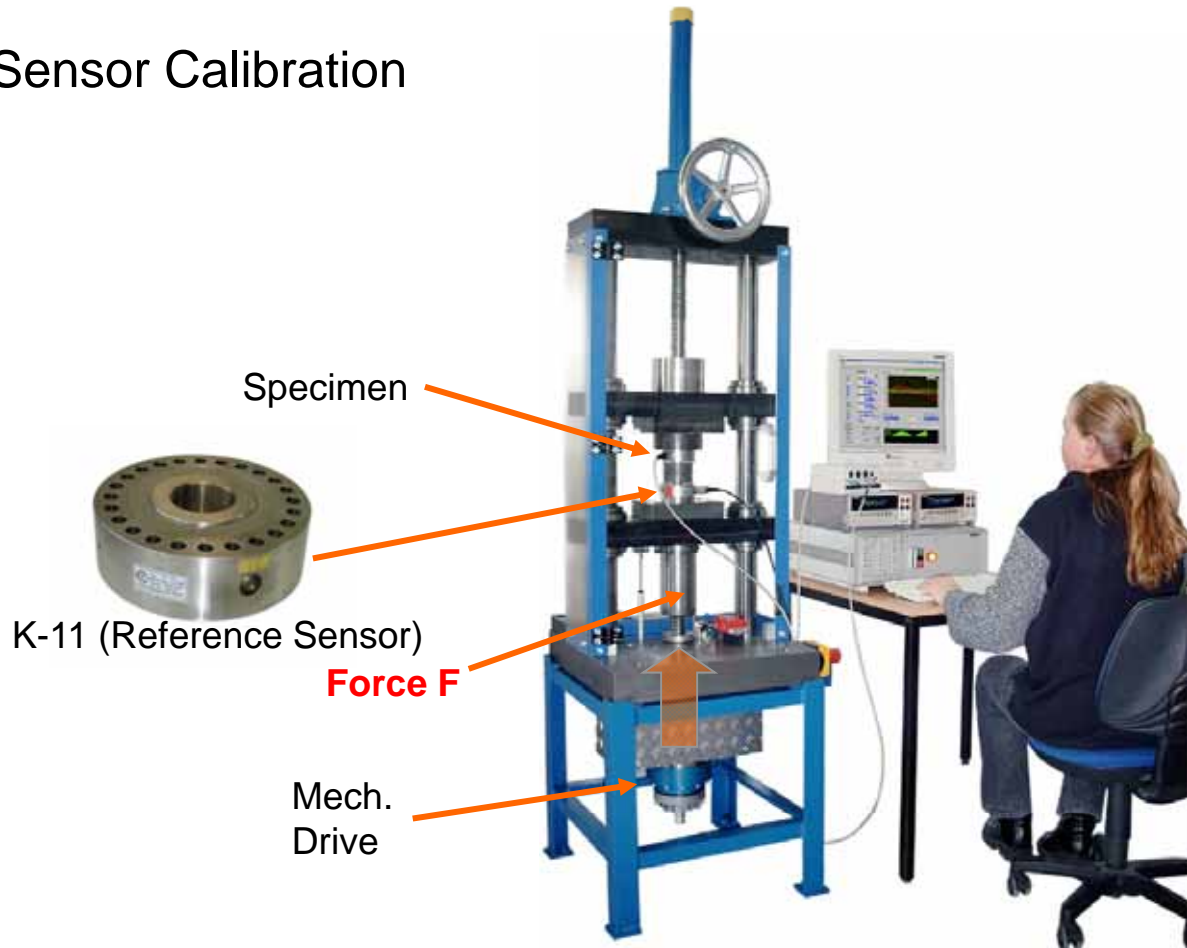 Sensor Calibration
Specimen
K-11 (Reference Sensor)
Force F
Mech.
Drive